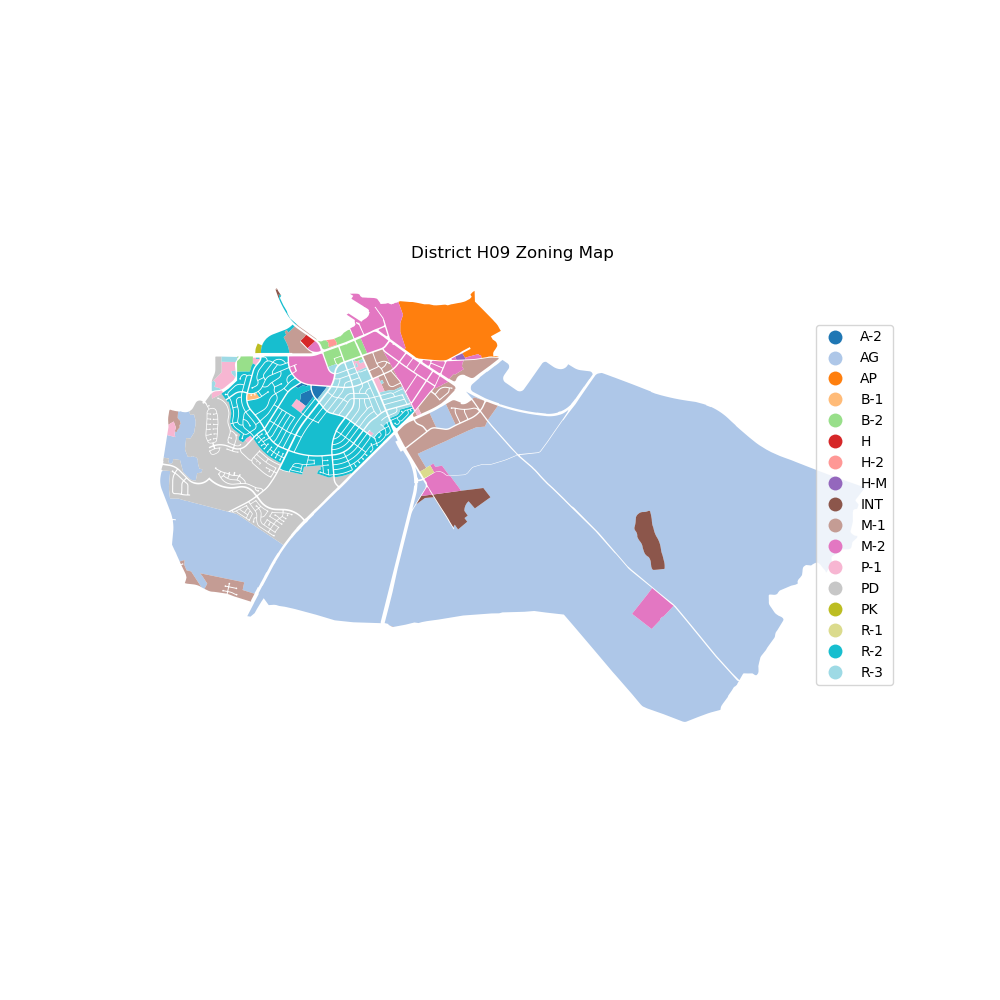 District H09 Zoning Map
A-2
AG
AP
B-1
B-2
H
H-2
H-M
INT
M-1
M-2
P-1
PD
PK
R-1
R-2
R-3